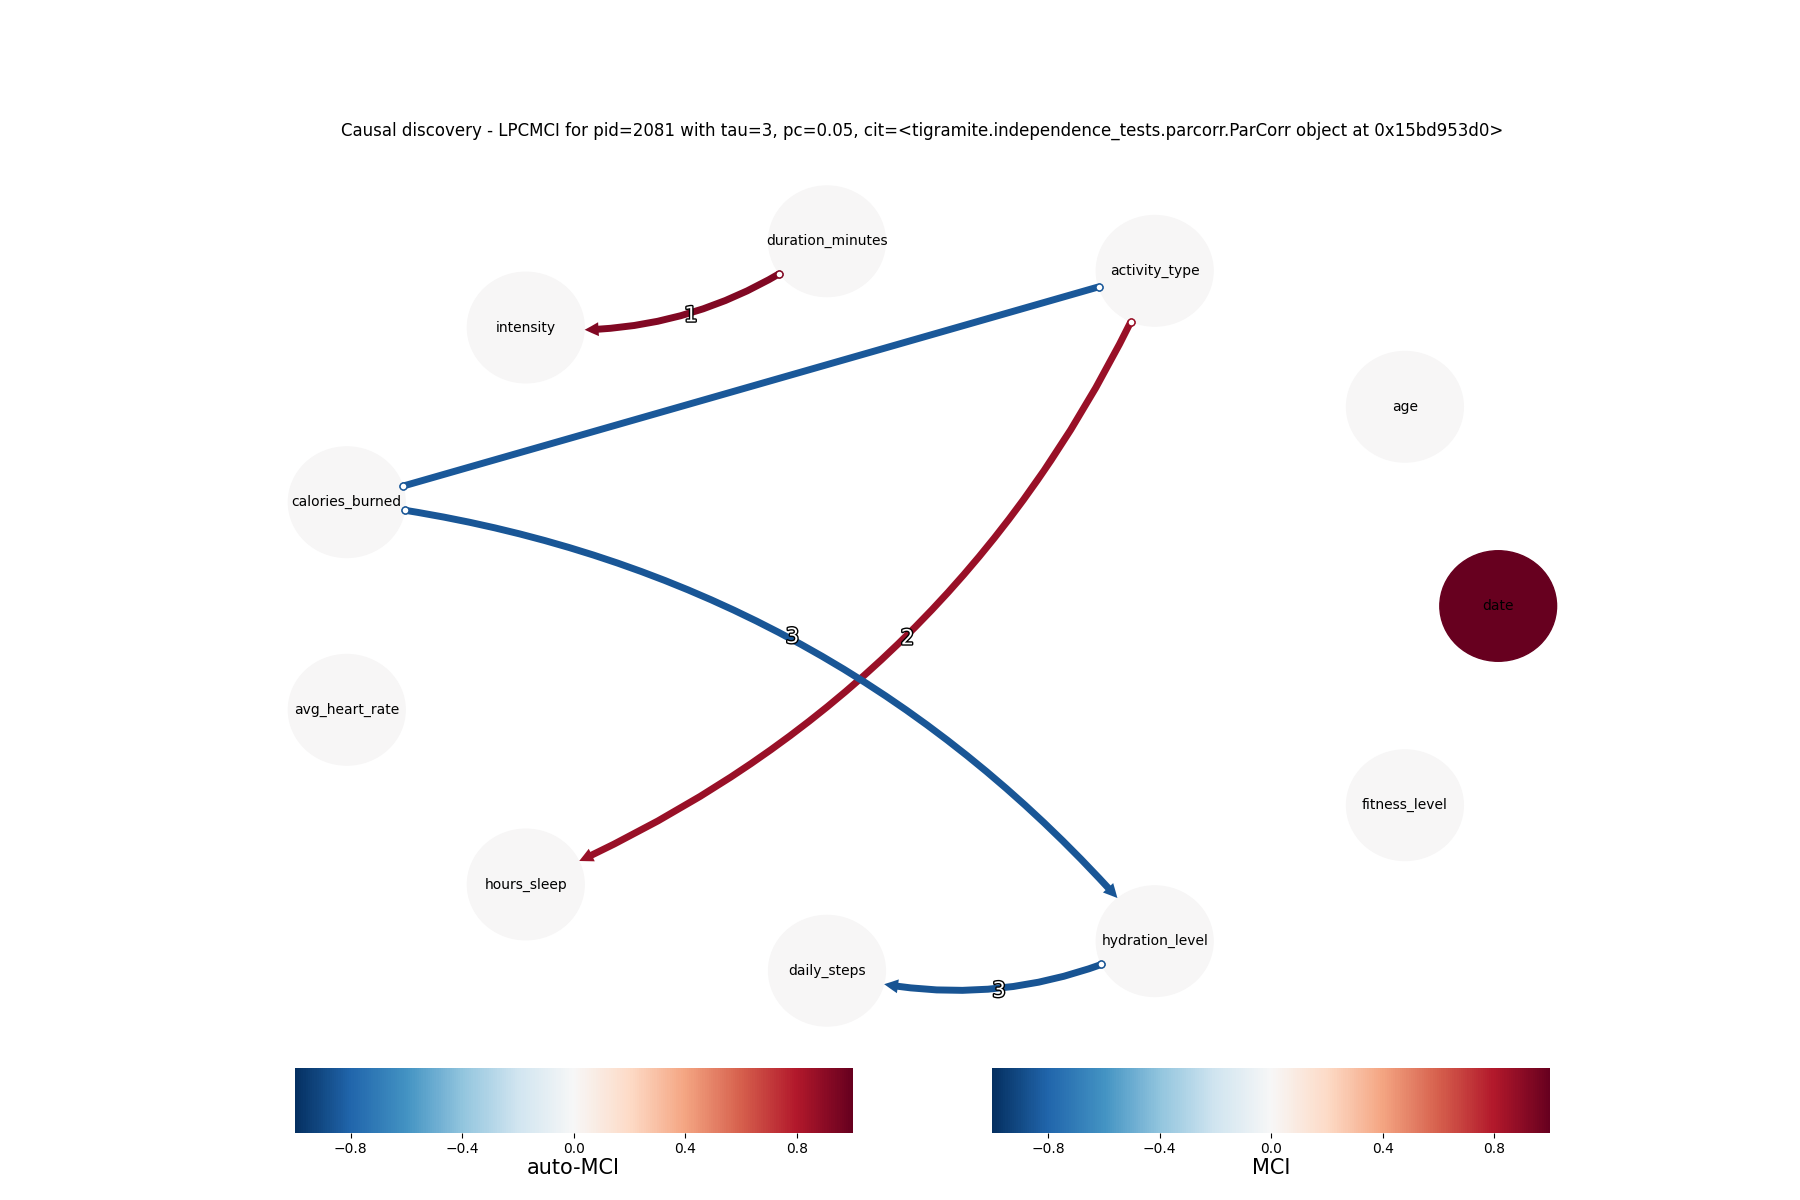 Causal discovery - LPCMCI for pid=2081 with tau=3, pc=0.05, cit=<tigramite.independence_tests.parcorr.ParCorr object at 0x15bd953d0>
duration_minutes
activity_type
intensity
1
age
calories_burned
date
3
2
avg_heart_rate
fitness_level
hours_sleep
hydration_level
daily_steps
3
−0.8 −0.4 0.0 0.4 0.8
auto-MCI
−0.8 −0.4 0.0 0.4 0.8
MCI